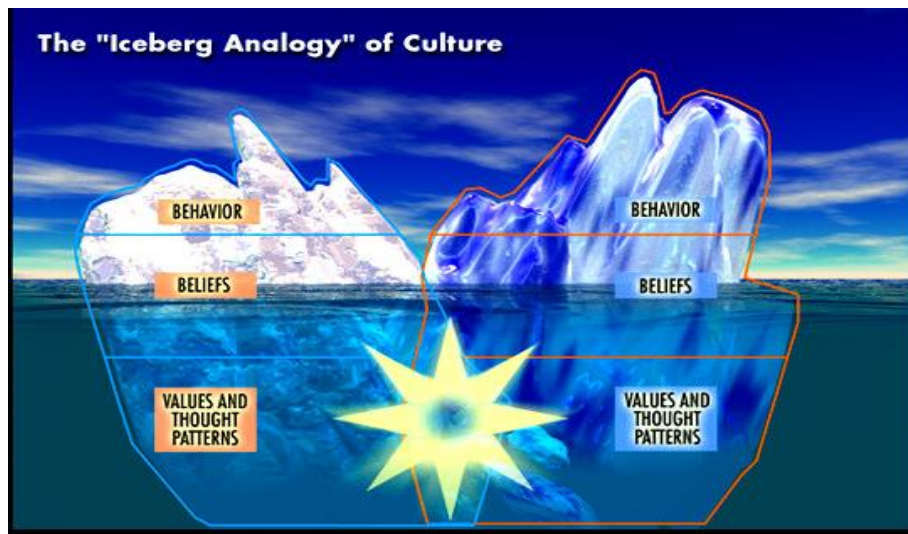 The "Iceberg Analogy" of Culture
BEHAVIOR
BEHAVIOR
BELIEFS
BELIEFS
VALUES AND
THOUGHT
PATTERNS
VALUES AND
THOUGHT
PATTERNS